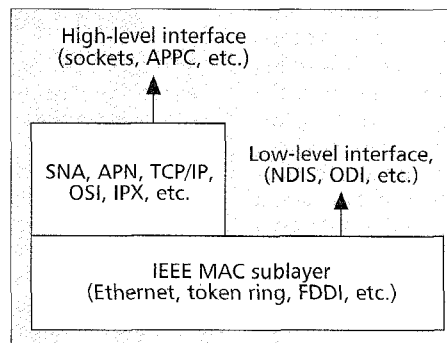 High-level interface
(sockets, APPC, etc.)
SNA, APN, TCP/IP,
OSI, IPX, etc.
Low-level interface,
(NDIS, ODI, etc.)
IEEE MAC sublayer
(Ethernet, token ring, FDDI, etc.)